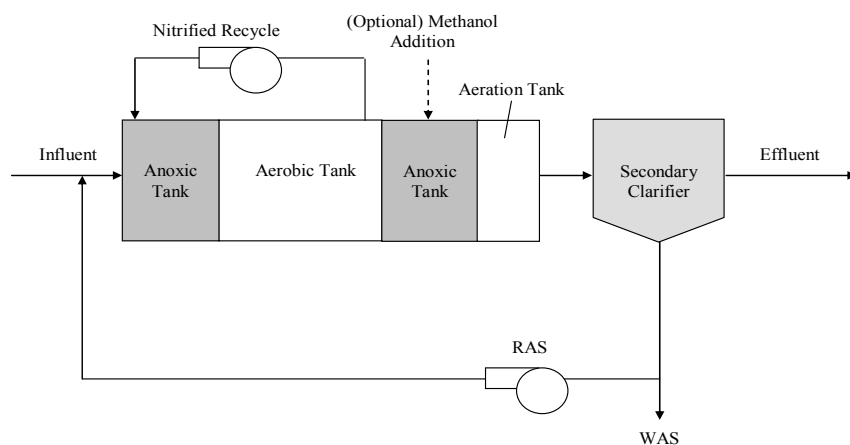 Nitrified Recycle
(Optional) Methanol
Addition
Aeration Tank
Influent
Anoxic
Tank
Aerobic Tank
Anoxic
Tank
Secondary
Clarifier
Effluent
RAS
WAS